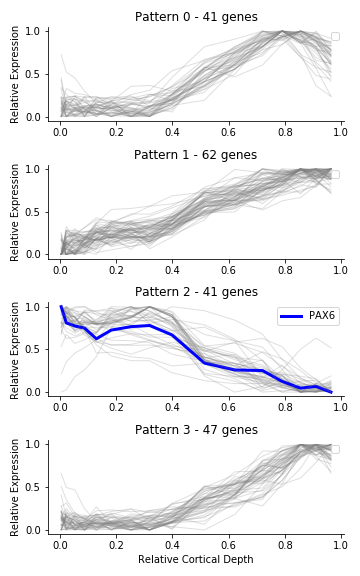 Pattern 0 - 41 genes
Relative Expression
1.0
0.5
0.0
0.0 0.2 0.4 0.6 0.8 1.0
Pattern 1 - 62 genes
Relative Expression
1.0
0.5
0.0
0.0 0.2 0.4 0.6 0.8 1.0
Pattern 2 - 41 genes
Relative Expression
1.0
0.5
0.0
PAX6
0.0 0.2 0.4 0.6 0.8 1.0
Pattern 3 - 47 genes
Relative Expression
1.0
0.5
0.0
0.0 0.2 0.4 0.6 0.8 1.0
Relative Cortical Depth